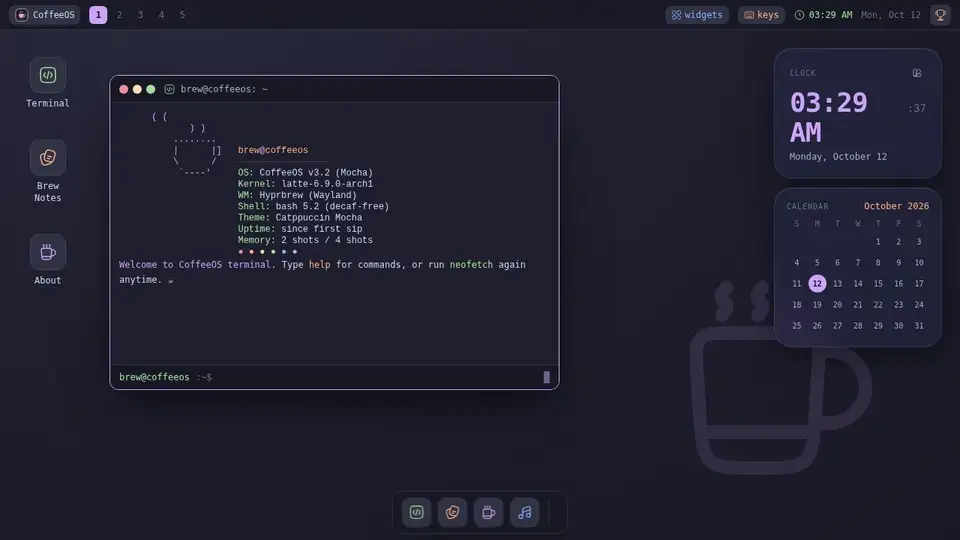 CoffeeOS 1 2 3 4 5 widgets keys 03:29 AM Mon, Oct 12
Terminal
Brew
Notes
About
brew@coffeeos: ~
( (
) )
........
| |]
\ /
`----'
brew@coffeeos
OS: CoffeeOS v3.2 (Mocha)
Kernel: latte-6.9.0-arch1
WM: Hyprbrew (Wayland)
Shell: bash 5.2 (decaf-free)
Theme: Catppuccin Mocha
Uptime: since first sip
Memory: 2 shots / 4 shots
Welcome to CoffeeOS terminal. Type help for commands, or run neofetch again
anytime. ☕
brew@coffeeos :~$
CLOCK
03:29 :37
AM
Monday, October 12
CALENDAR October 2026
S M T W T F S
1 2 3
4 5 6 7 8 9 10
11 12 13 14 15 16 17
18 19 20 21 22 23 24
25 26 27 28 29 30 31